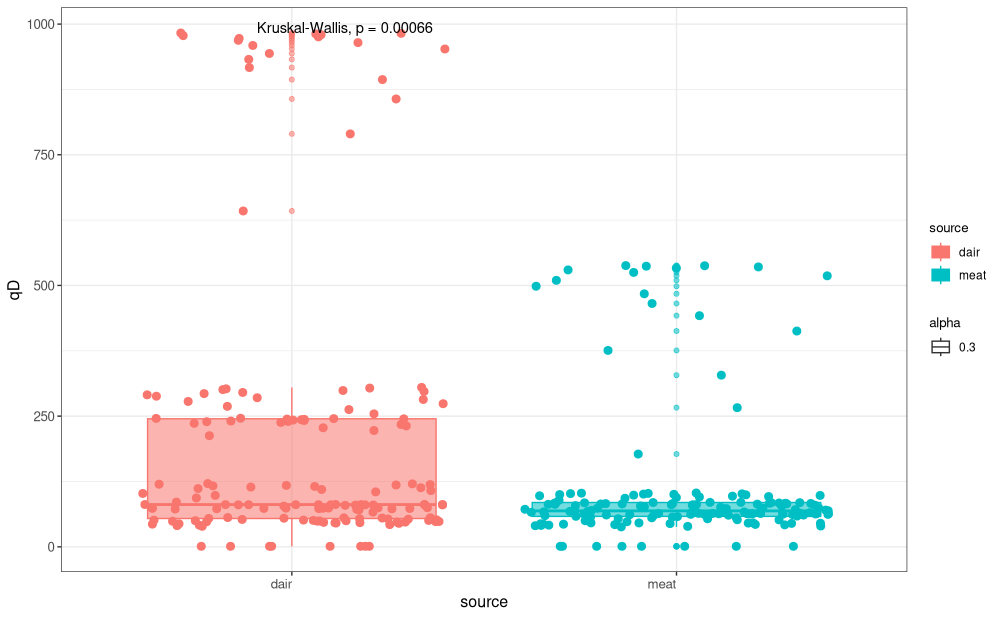 Kruskal-Wallis, p = 0.00066
1000
750
500
250
0
qD
dair
meat
source
source
dair
meat
alpha
0.3